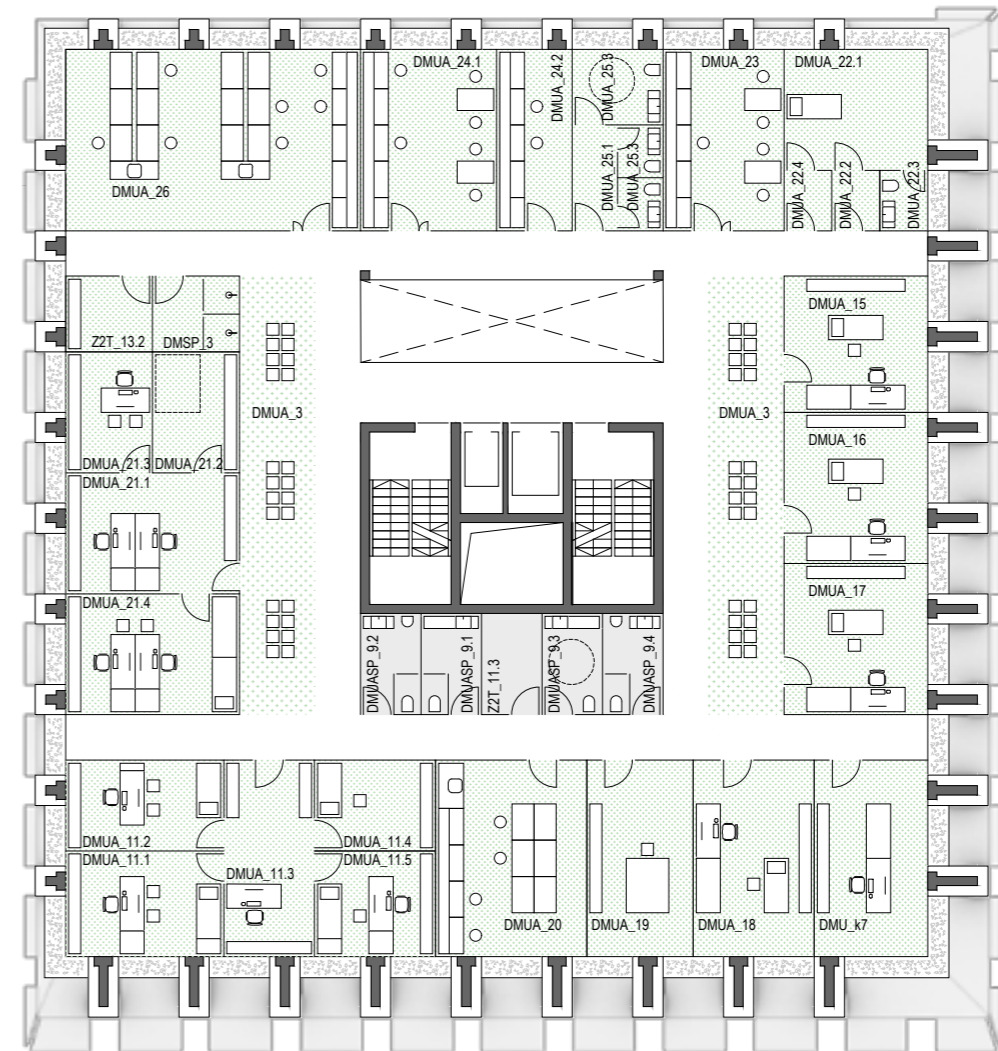 DMUA_24.1
DMUA_24.2
DMUA_25.3
DMUA_23
DMUA_22.1
DMUA_26
DMUA_25.1
DMUA_25.3
DMUA_22.4
DMUA_22.2
DMUA_22.3
Z2T_13.2
DMSP_3
DMUA_15
DMUA_3
DMUA_3
DMUA_16
DMUA_21.3
DMUA_21.2
DMUA_21.1
DMUA_17
DMUA_21.4
DMUASP_9.2
DMUASP_9.1
Z2T_11.3
DMUASP_9.3
DMUASP_9.4
DMUA_11.2
DMUA_11.4
DMUA_11.1
DMUA_11.5
DMUA_11.3
DMUA_20
DMUA_19
DMUA_18
DMU_k7